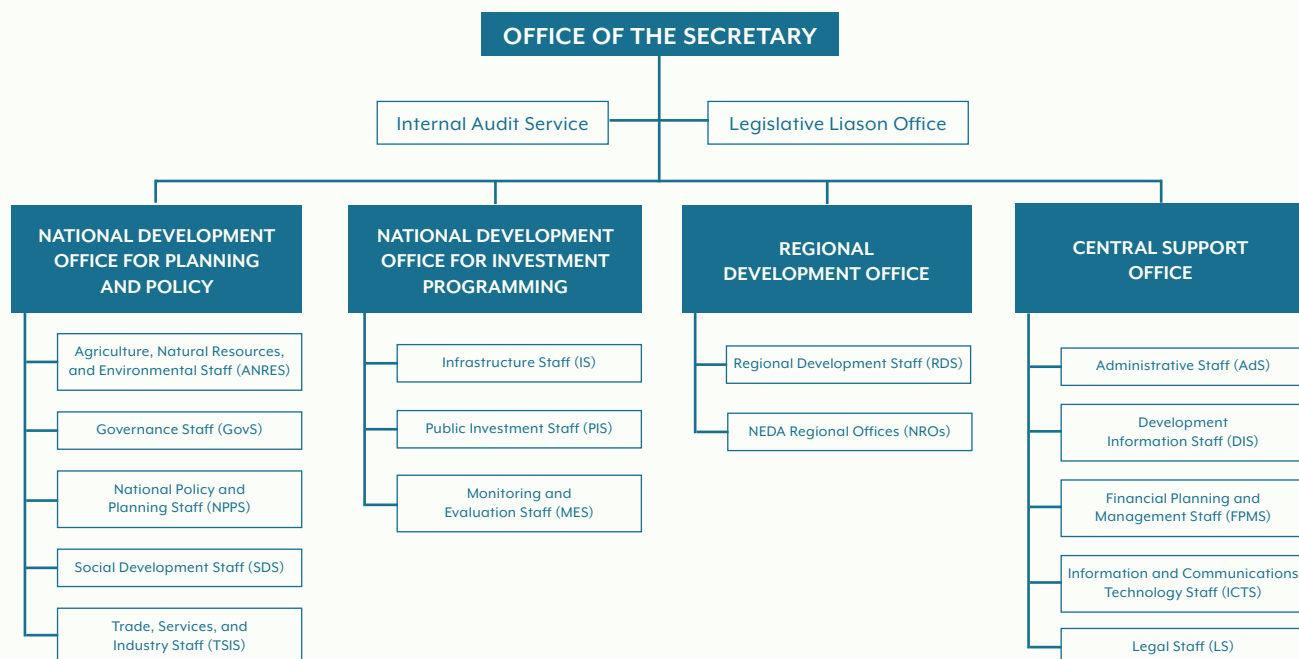 OFFICE OF THE SECRETARY
Internal Audit Service
Legislative Liason Office
NATIONAL DEVELOPMENT
OFFICE FOR PLANNING
AND POLICY
Agriculture, Natural Resources,
and Environmental Staff (ANRES)
Governance Staff (GovS)
National Policy and
Planning Staff (NPPS)
Social Development Staff (SDS)
Trade, Services, and
Industry Staff (TSIS)
NATIONAL DEVELOPMENT
OFFICE FOR INVESTMENT
PROGRAMMING
Infrastructure Staff (IS)
Public Investment Staff (PIS)
Monitoring and
Evaluation Staff (MES)
REGIONAL
DEVELOPMENT OFFICE
Regional Development Staff (RDS)
NEDA Regional Offices (NROs)
CENTRAL SUPPORT
OFFICE
Administrative Staff (AdS)
Development
Information Staff (DIS)
Financial Planning and
Management Staff (FPMS)
Information and Communications
Technology Staff (ICTS)
Legal Staff (LS)